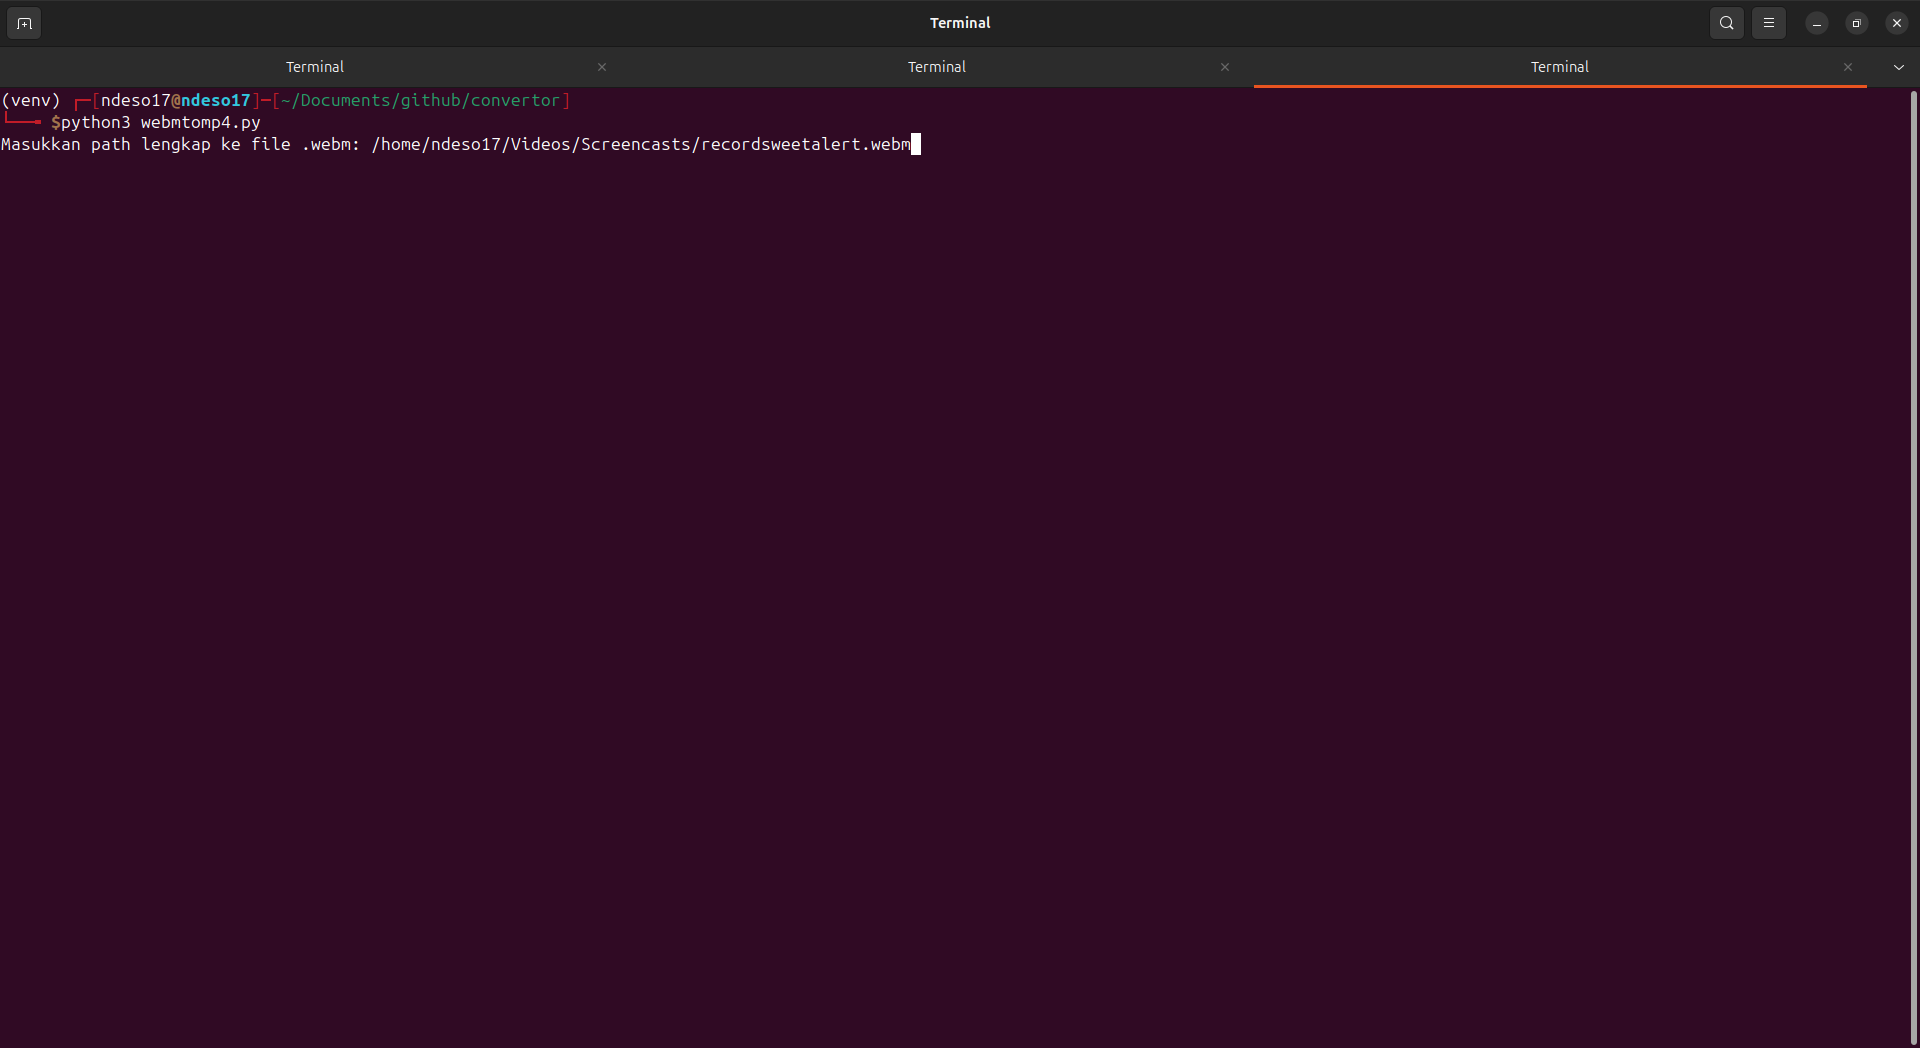 Terminal
Terminal
Terminal
Terminal
(venv) ┌─[ndeso17@ndeso17]─[~/Documents/github/convertor]
└──╼ $python3 webmtomp4.py
Masukkan path lengkap ke file .webm: /home/ndeso17/Videos/Screencasts/recordsweetalert.webm